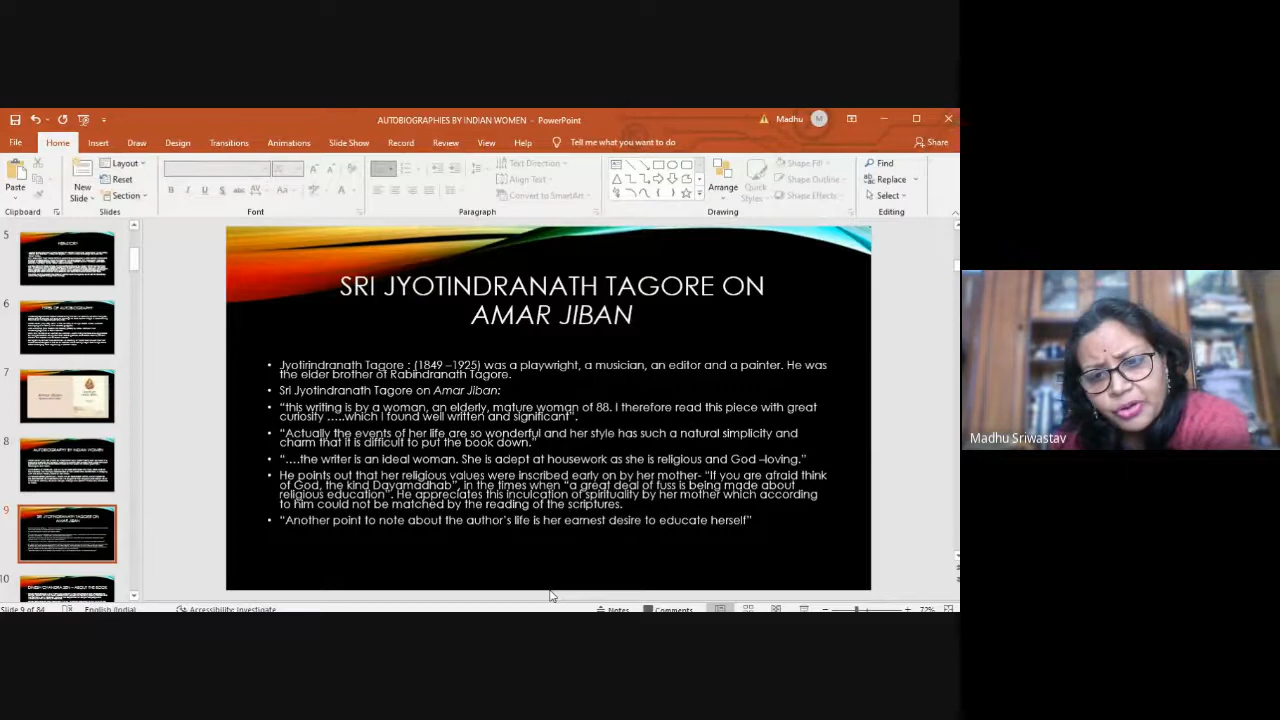 AUTOBIOGRAPHIES BY INDIAN WOMEN - PowerPoint
Madhu
M
File Home Insert Draw Design Transitions Animations Slide Show Record Review View Help Tell me what you want to do
Share
Paste
New
Slide
Layout
Reset
Section
Text Direction
Align Text
Convert to SmartArt
Arrange
Quick
Styles
Shape Fill
Shape Outline
Shape Effects
Find
Replace
Select
Clipboard Slides Font Paragraph Drawing Editing
5
6
7
8
9
10
SRI JYOTINDRANATH TAGORE ON
AMAR JIBAN
• Jyotirindranath Tagore : (1849 –1925) was a playwright, a musician, an editor and a painter. He was
the elder brother of Rabindranath Tagore.
• Sri Jyotindranath Tagore on Amar Jiban:
• “this writing is by a woman, an elderly, mature woman of 88. I therefore read this piece with great
curiosity …..which I found well written and significant”.
• “Actually the events of her life are so wonderful and her style has such a natural simplicity and
charm that it is difficult to put the book down.”
• “….the writer is an ideal woman. She is adept at housework as she is religious and God –loving.”
• He points out that her religious values were inscribed early on by her mother- “If you are afraid think
of God, the kind Dayamadhab”, in the times when “a great deal of fuss is being made about
religious education”. He appreciates this inculcation of spirituality by her mother which according
to him could not be matched by the reading of the scriptures.
• “Another point to note about the author’s life is her earnest desire to educate herself”
Slide 9 of 84 English (India) Accessibility: Investigate Notes Comments 72%
Madhu Sriwastav